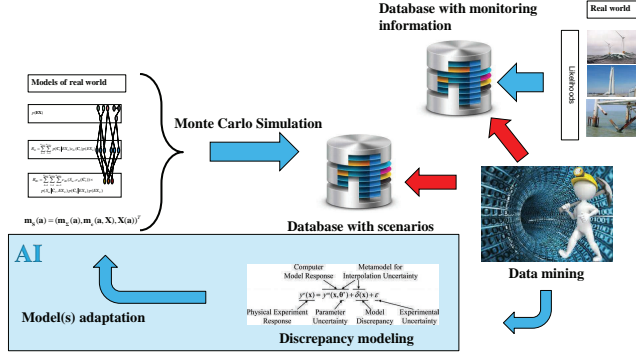 Database with monitoring
information
Real world
Likelihoods
Models of real world
Monte Carlo Simulation
Database with scenarios
Data mining
AI
Model(s) adaptation
Computer
Model Response
Metamodel for
Interpolation Uncertainty
Physical Experiment
Response
Parameter
Uncertainty
Model
Discrepancy
Experimental
Uncertainty
Discrepancy modeling